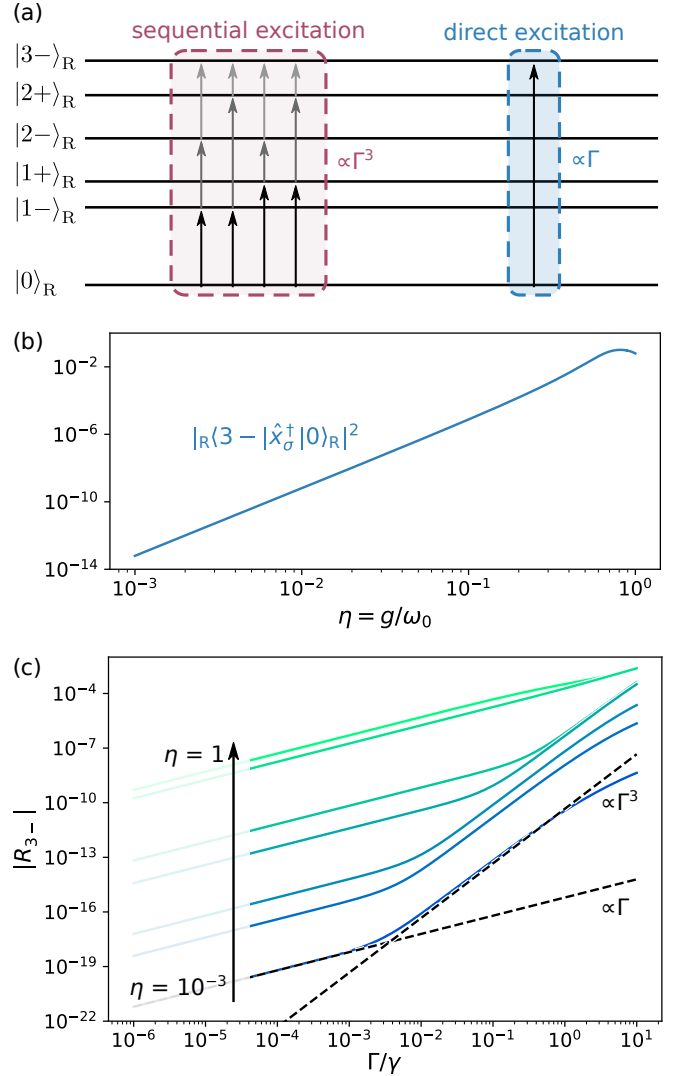 (a)
sequential excitation
direct excitation
|3−⟩R
|2+⟩R
|2−⟩R
|1+⟩R
|1−⟩R
|0⟩R
∝Γ³
∝Γ
(b)
10⁻²
10⁻⁶
10⁻¹⁰
10⁻¹⁴
|R⟨3−|x̂σ†|0⟩R|²
10⁻³
10⁻²
10⁻¹
10⁰
η = g/ω₀
(c)
10⁻⁴
10⁻⁷
10⁻¹⁰
10⁻¹³
10⁻¹⁶
10⁻¹⁹
10⁻²²
|R₃₋|
η = 1
η = 10⁻³
∝Γ³
∝Γ
10⁻⁶
10⁻⁵
10⁻⁴
10⁻³
10⁻²
10⁻¹
10⁰
10¹
Γ/γ